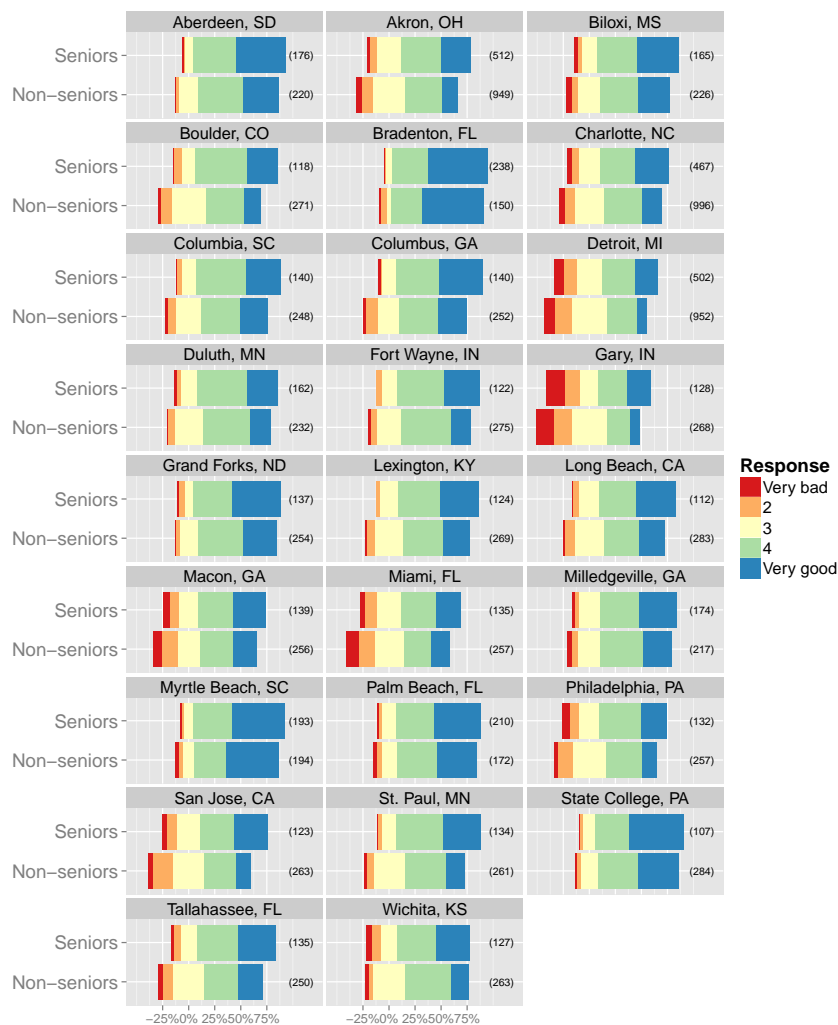 Aberdeen, SD Akron, OH Biloxi, MS
Seniors (176) (512) (165)
Non−seniors (220) (949) (226)
Boulder, CO Bradenton, FL Charlotte, NC
Seniors (118) (238) (467)
Non−seniors (271) (150) (996)
Columbia, SC Columbus, GA Detroit, MI
Seniors (140) (140) (502)
Non−seniors (248) (252) (952)
Duluth, MN Fort Wayne, IN Gary, IN
Seniors (162) (122) (128)
Non−seniors (232) (275) (268)
Grand Forks, ND Lexington, KY Long Beach, CA
Seniors (137) (124) (112)
Non−seniors (254) (269) (283)
Macon, GA Miami, FL Milledgeville, GA
Seniors (139) (135) (174)
Non−seniors (256) (257) (217)
Myrtle Beach, SC Palm Beach, FL Philadelphia, PA
Seniors (193) (210) (132)
Non−seniors (194) (172) (257)
San Jose, CA St. Paul, MN State College, PA
Seniors (123) (134) (107)
Non−seniors (263) (261) (284)
Tallahassee, FL Wichita, KS
Seniors (135) (127)
Non−seniors (250) (263)
−25%0% 25%50%75% −25%0% 25%50%75%
Response
Very bad
2
3
4
Very good